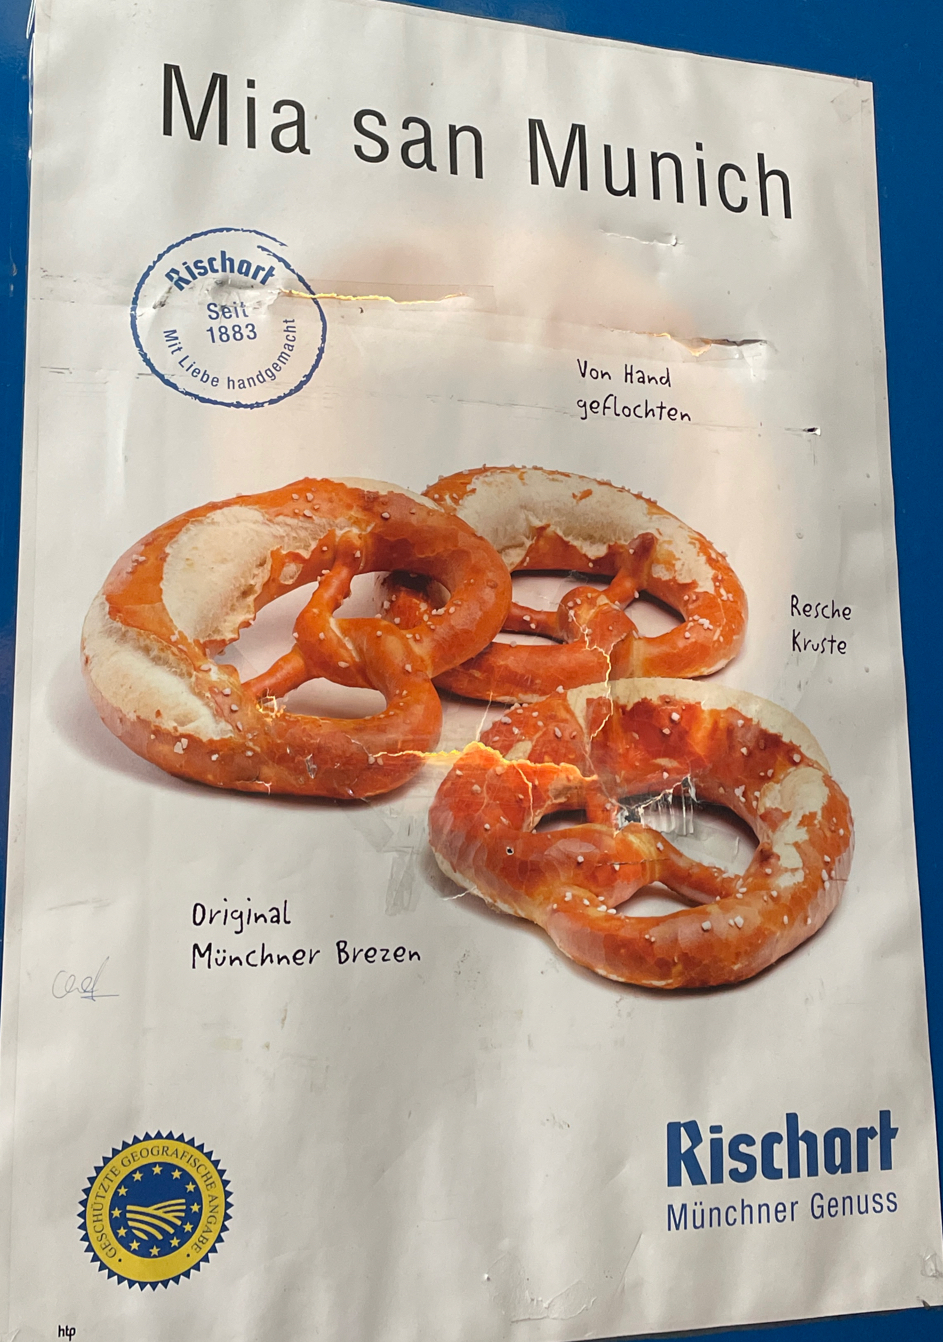 Mia san Munich
Rischart
Seit
1883
Mit Liebe handgemacht
Von Hand
geflochten
Resche
Kruste
Original
Münchner Brezen
Rischart
Münchner Genuss
GESCHÜTZTE GEOGRAFISCHE ANGABE
htp